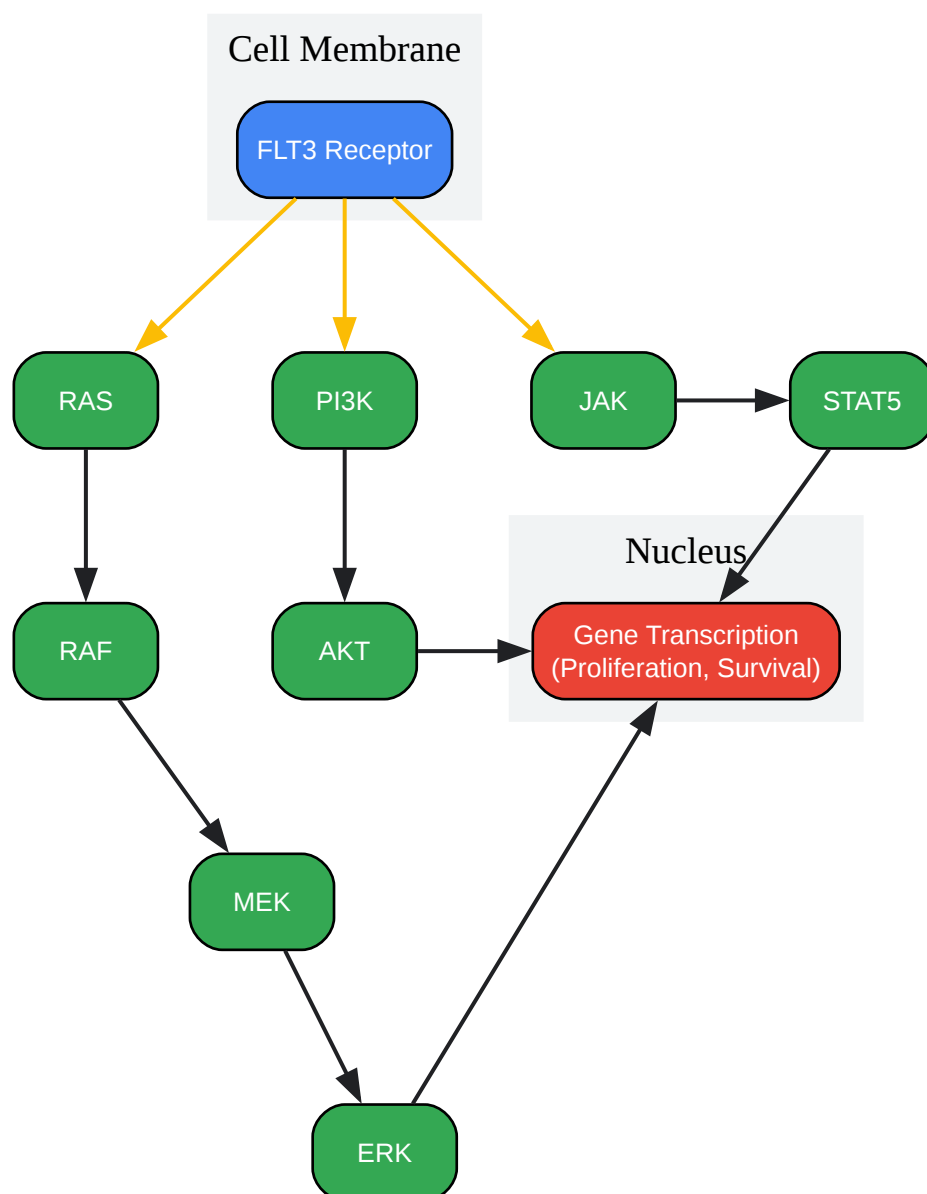 Cell Membrane
FLT3 Receptor
RAS
PI3K
JAK
STAT5
Nucleus
RAF
AKT
Gene Transcription
(Proliferation, Survival)
MEK
ERK